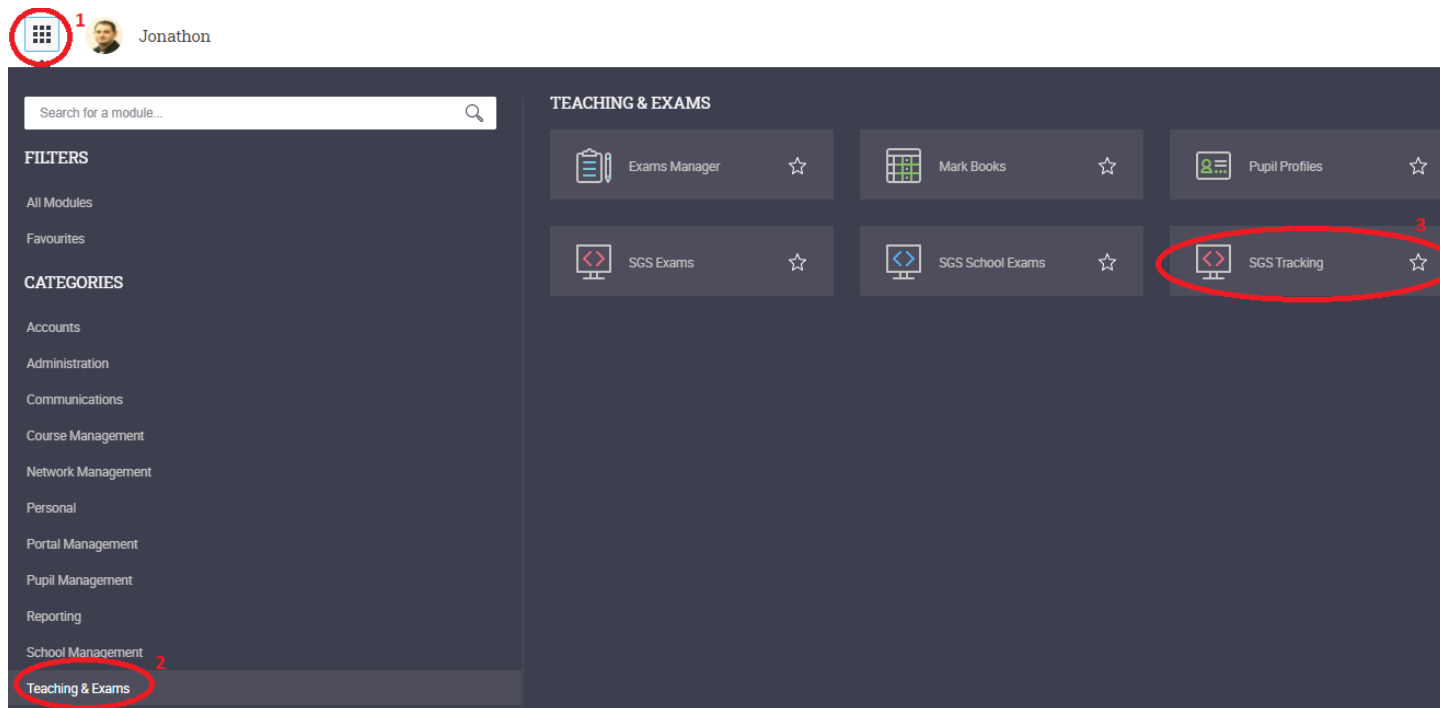 1
Jonathon
Search for a module...
FILTERS
All Modules
Favourites
CATEGORIES
Accounts
Administration
Communications
Course Management
Network Management
Personal
Portal Management
Pupil Management
Reporting
School Management
2
Teaching & Exams
TEACHING & EXAMS
Exams Manager
Mark Books
Pupil Profiles
3
SGS Exams
SGS School Exams
SGS Tracking